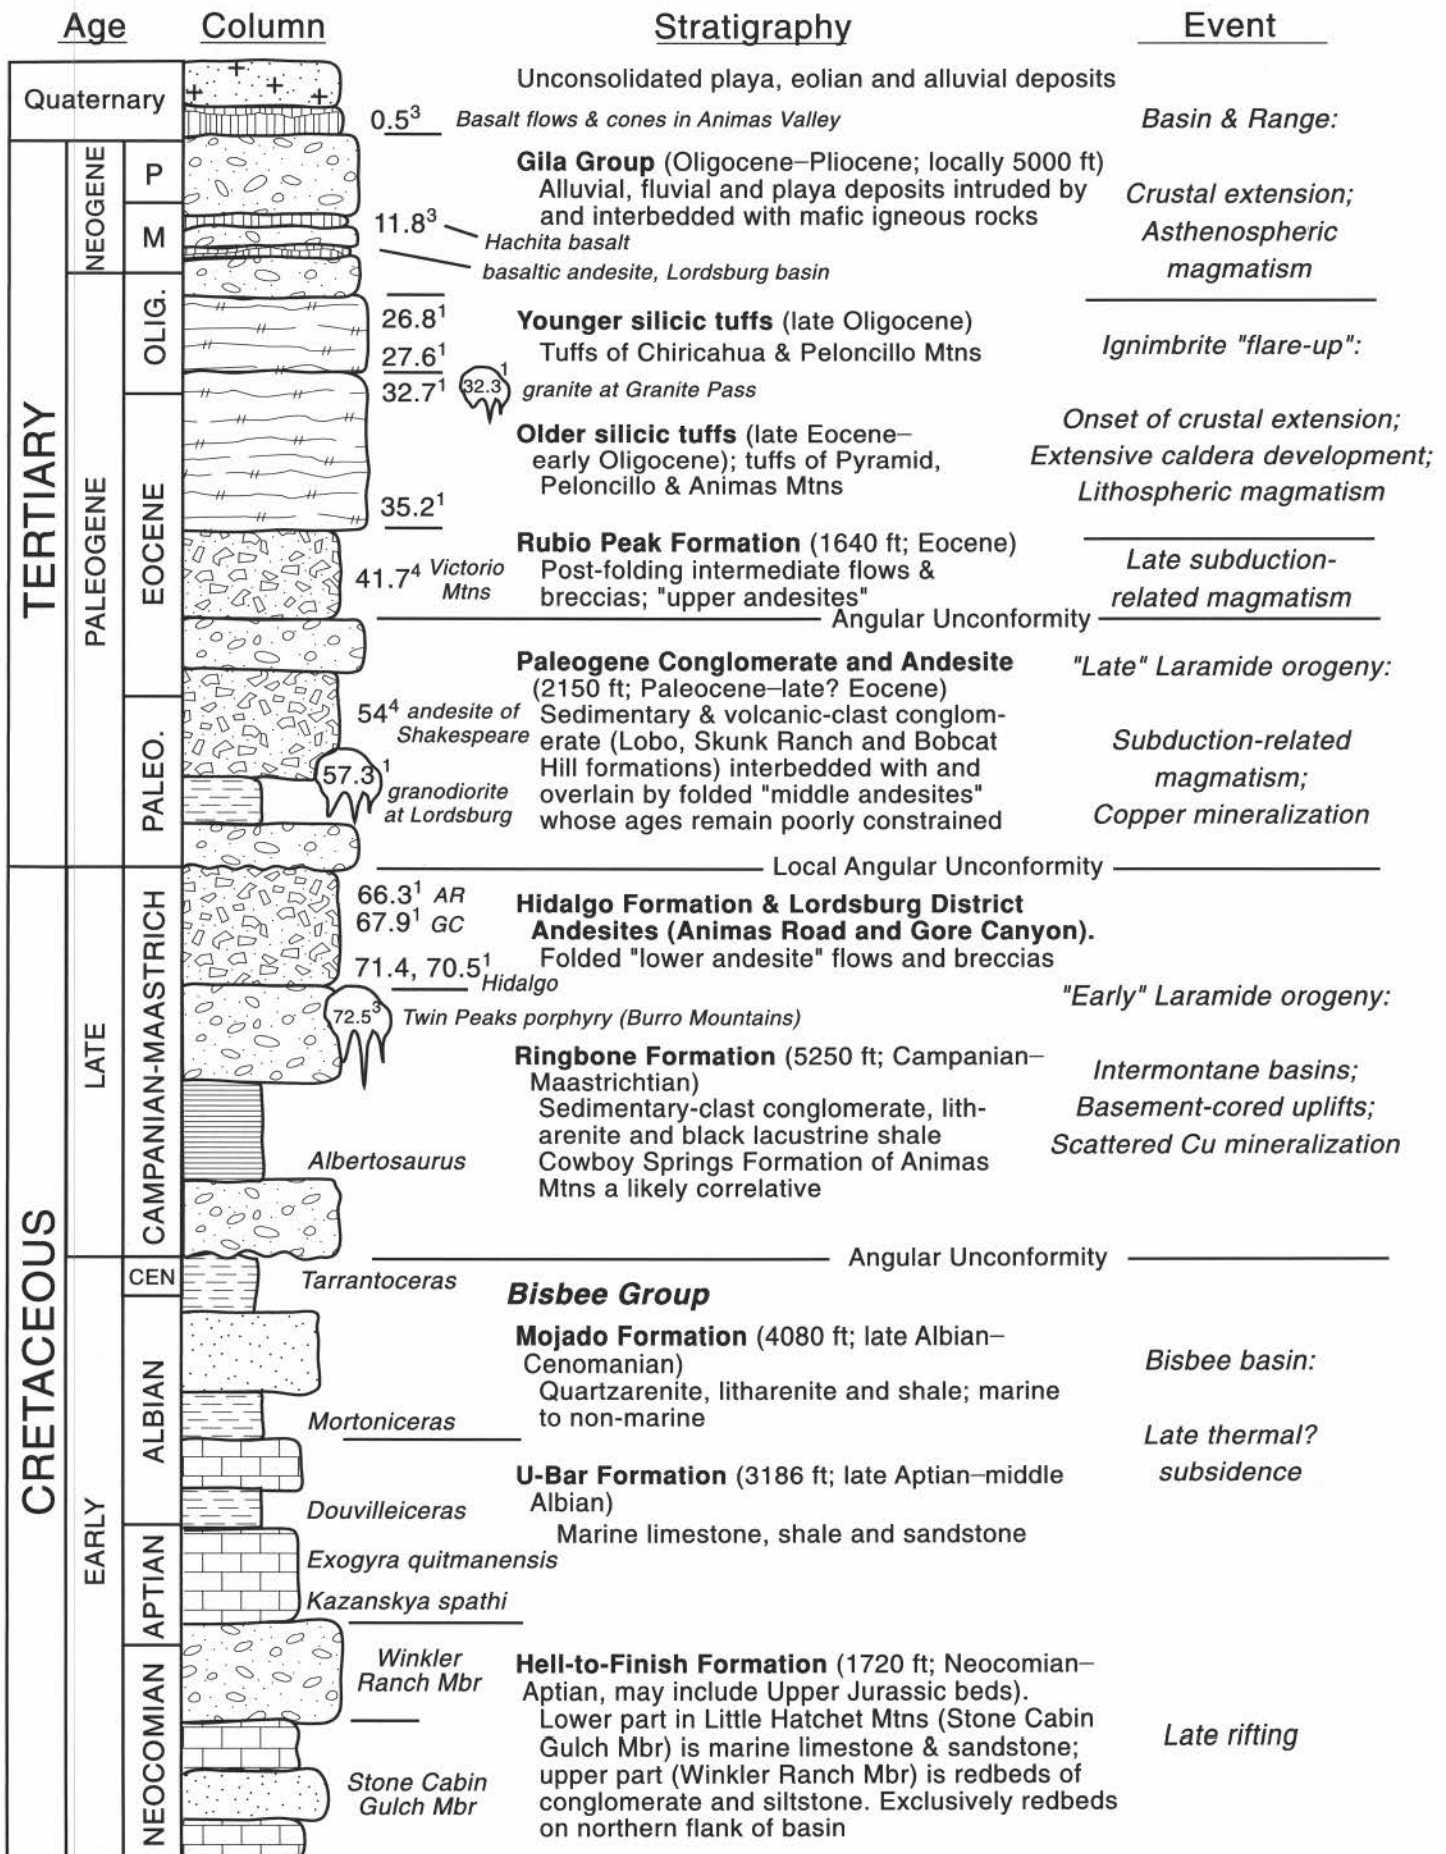 Age
Column
Stratigraphy
Event
Quaternary
TERTIARY
NEOGENE
P
M
PALEOGENE
OLIG.
EOCENE
PALEO.
CRETACEOUS
LATE
CAMPANIAN-MAASTRICH
EARLY
CEN
ALBIAN
APTIAN
NEOCOMIAN
Unconsolidated playa, eolian and alluvial deposits
0.5³ Basalt flows & cones in Animas Valley
Gila Group (Oligocene–Pliocene; locally 5000 ft)
Alluvial, fluvial and playa deposits intruded by
and interbedded with mafic igneous rocks
11.8³
Hachita basalt
basaltic andesite, Lordsburg basin
26.8¹
27.6¹
Younger silicic tuffs (late Oligocene)
Tuffs of Chiricahua & Peloncillo Mtns
32.7¹
32.3¹
granite at Granite Pass
Older silicic tuffs (late Eocene–
early Oligocene); tuffs of Pyramid,
Peloncillo & Animas Mtns
35.2¹
Rubio Peak Formation (1640 ft; Eocene)
Post-folding intermediate flows &
breccias; "upper andesites"
41.7⁴ Victorio
Mtns
Angular Unconformity
Paleogene Conglomerate and Andesite
(2150 ft; Paleocene–late? Eocene)
Sedimentary & volcanic-clast conglom-
erate (Lobo, Skunk Ranch and Bobcat
Hill formations) interbedded with and
overlain by folded "middle andesites"
whose ages remain poorly constrained
54⁴ andesite of
Shakespeare
57.3¹
granodiorite
at Lordsburg
Local Angular Unconformity
66.3¹ AR
67.9¹ GC
71.4, 70.5¹
Hidalgo
Hidalgo Formation & Lordsburg District
Andesites (Animas Road and Gore Canyon).
Folded "lower andesite" flows and breccias
72.5³
Twin Peaks porphyry (Burro Mountains)
Ringbone Formation (5250 ft; Campanian–
Maastrichtian)
Sedimentary-clast conglomerate, lith-
arenite and black lacustrine shale
Cowboy Springs Formation of Animas
Mtns a likely correlative
Albertosaurus
Angular Unconformity
Tarrantoceras
Bisbee Group
Mojado Formation (4080 ft; late Albian–
Cenomanian)
Quartzarenite, litharenite and shale; marine
to non-marine
Mortoniceras
U-Bar Formation (3186 ft; late Aptian–middle
Albian)
Marine limestone, shale and sandstone
Douvilleiceras
Exogyra quitmanensis
Kazanskya spathi
Winkler
Ranch Mbr
Hell-to-Finish Formation (1720 ft; Neocomian–
Aptian, may include Upper Jurassic beds).
Lower part in Little Hatchet Mtns (Stone Cabin
Gulch Mbr) is marine limestone & sandstone;
upper part (Winkler Ranch Mbr) is redbeds of
conglomerate and siltstone. Exclusively redbeds
on northern flank of basin
Stone Cabin
Gulch Mbr
Basin & Range:
Crustal extension;
Asthenospheric
magmatism
Ignimbrite "flare-up":
Onset of crustal extension;
Extensive caldera development;
Lithospheric magmatism
Late subduction-
related magmatism
"Late" Laramide orogeny:
Subduction-related
magmatism;
Copper mineralization
"Early" Laramide orogeny:
Intermontane basins;
Basement-cored uplifts;
Scattered Cu mineralization
Bisbee basin:
Late thermal?
subsidence
Late rifting